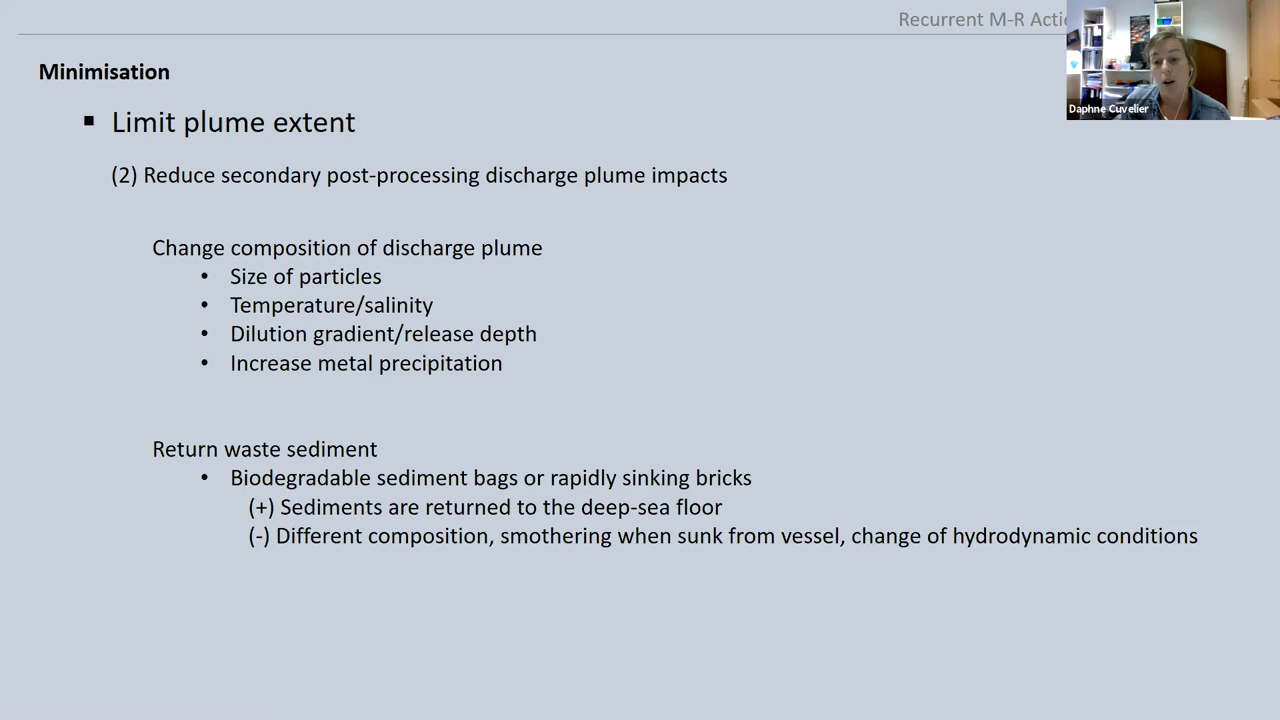 Recurrent M-R
Minimisation
▪ Limit plume extent
(2) Reduce secondary post-processing discharge plume impacts
Change composition of discharge plume
• Size of particles
• Temperature/salinity
• Dilution gradient/release depth
• Increase metal precipitation
Return waste sediment
• Biodegradable sediment bags or rapidly sinking bricks
(+) Sediments are returned to the deep-sea floor
(-) Different composition, smothering when sunk from vessel, change of hydrodynamic conditions
Daphne Cuvelier